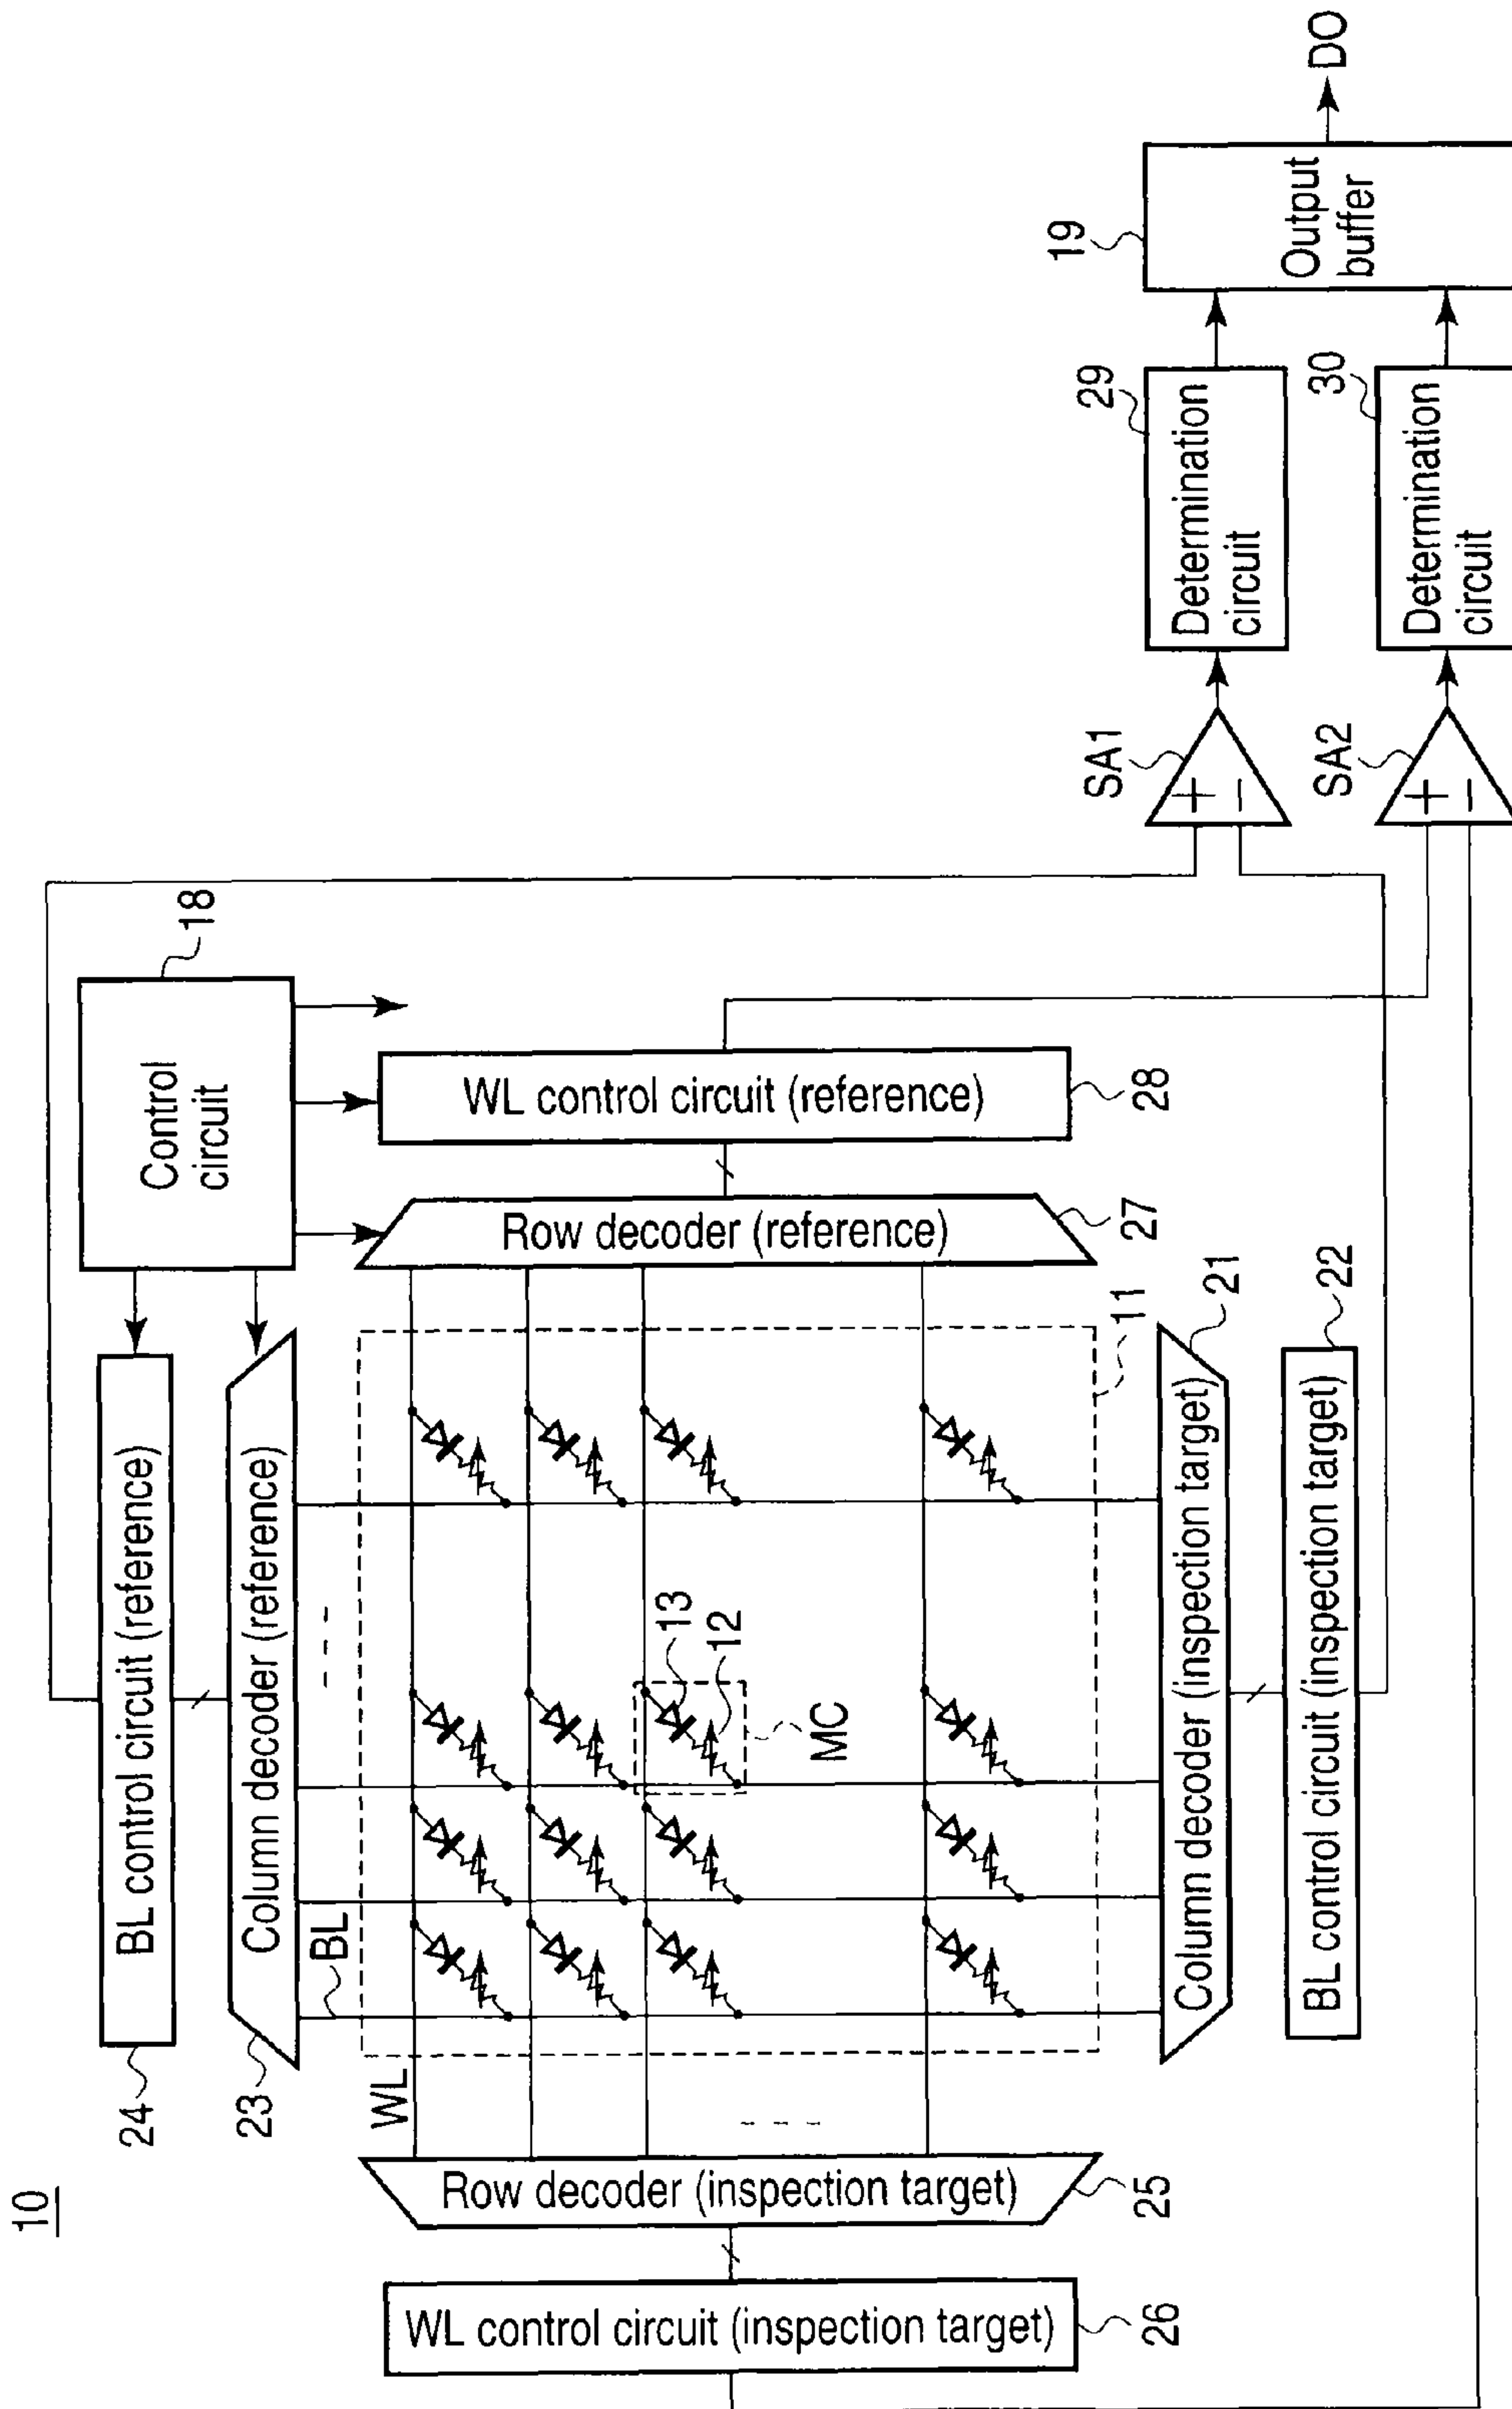 10
24
BL control circuit (reference)
23
Column decoder (reference)
Control
circuit
18
WL
BL
Row decoder (inspection target)
25
WL control circuit (inspection target)
26
13
12
MC
11
Row decoder (reference)
27
WL control circuit (reference)
28
Column decoder (inspection target)
21
BL control circuit (inspection target)
22
SA1
+
−
SA2
+
−
Determination
circuit
29
Determination
circuit
30
Output
buffer
19
DO